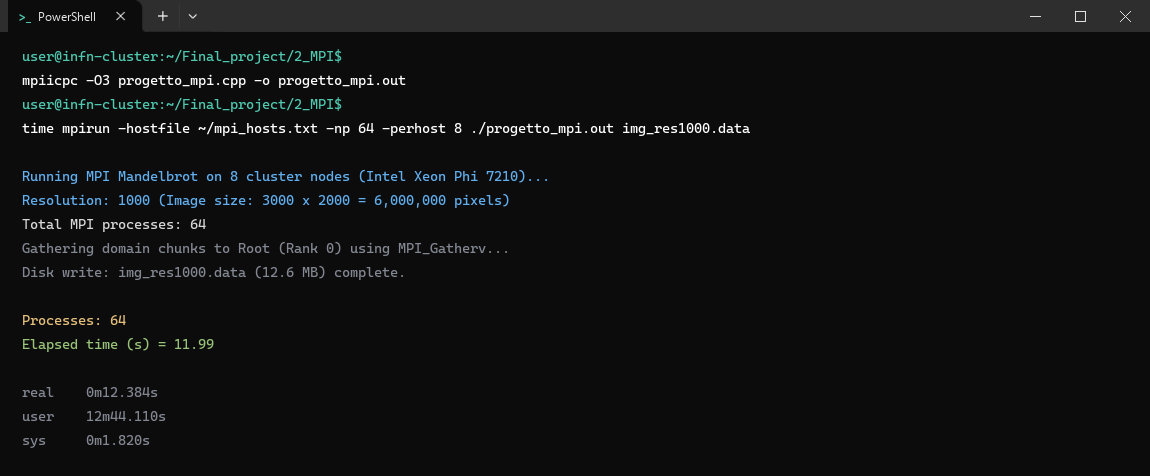 >_ PowerShell
user@infn-cluster:~/Final_project/2_MPI$
mpiicpc -O3 progetto_mpi.cpp -o progetto_mpi.out
user@infn-cluster:~/Final_project/2_MPI$
time mpirun -hostfile ~/mpi_hosts.txt -np 64 -perhost 8 ./progetto_mpi.out img_res1000.data
Running MPI Mandelbrot on 8 cluster nodes (Intel Xeon Phi 7210)...
Resolution: 1000 (Image size: 3000 x 2000 = 6,000,000 pixels)
Total MPI processes: 64
Gathering domain chunks to Root (Rank 0) using MPI_Gatherv...
Disk write: img_res1000.data (12.6 MB) complete.
Processes: 64
Elapsed time (s) = 11.99
real    0m12.384s
user    12m44.110s
sys     0m1.820s